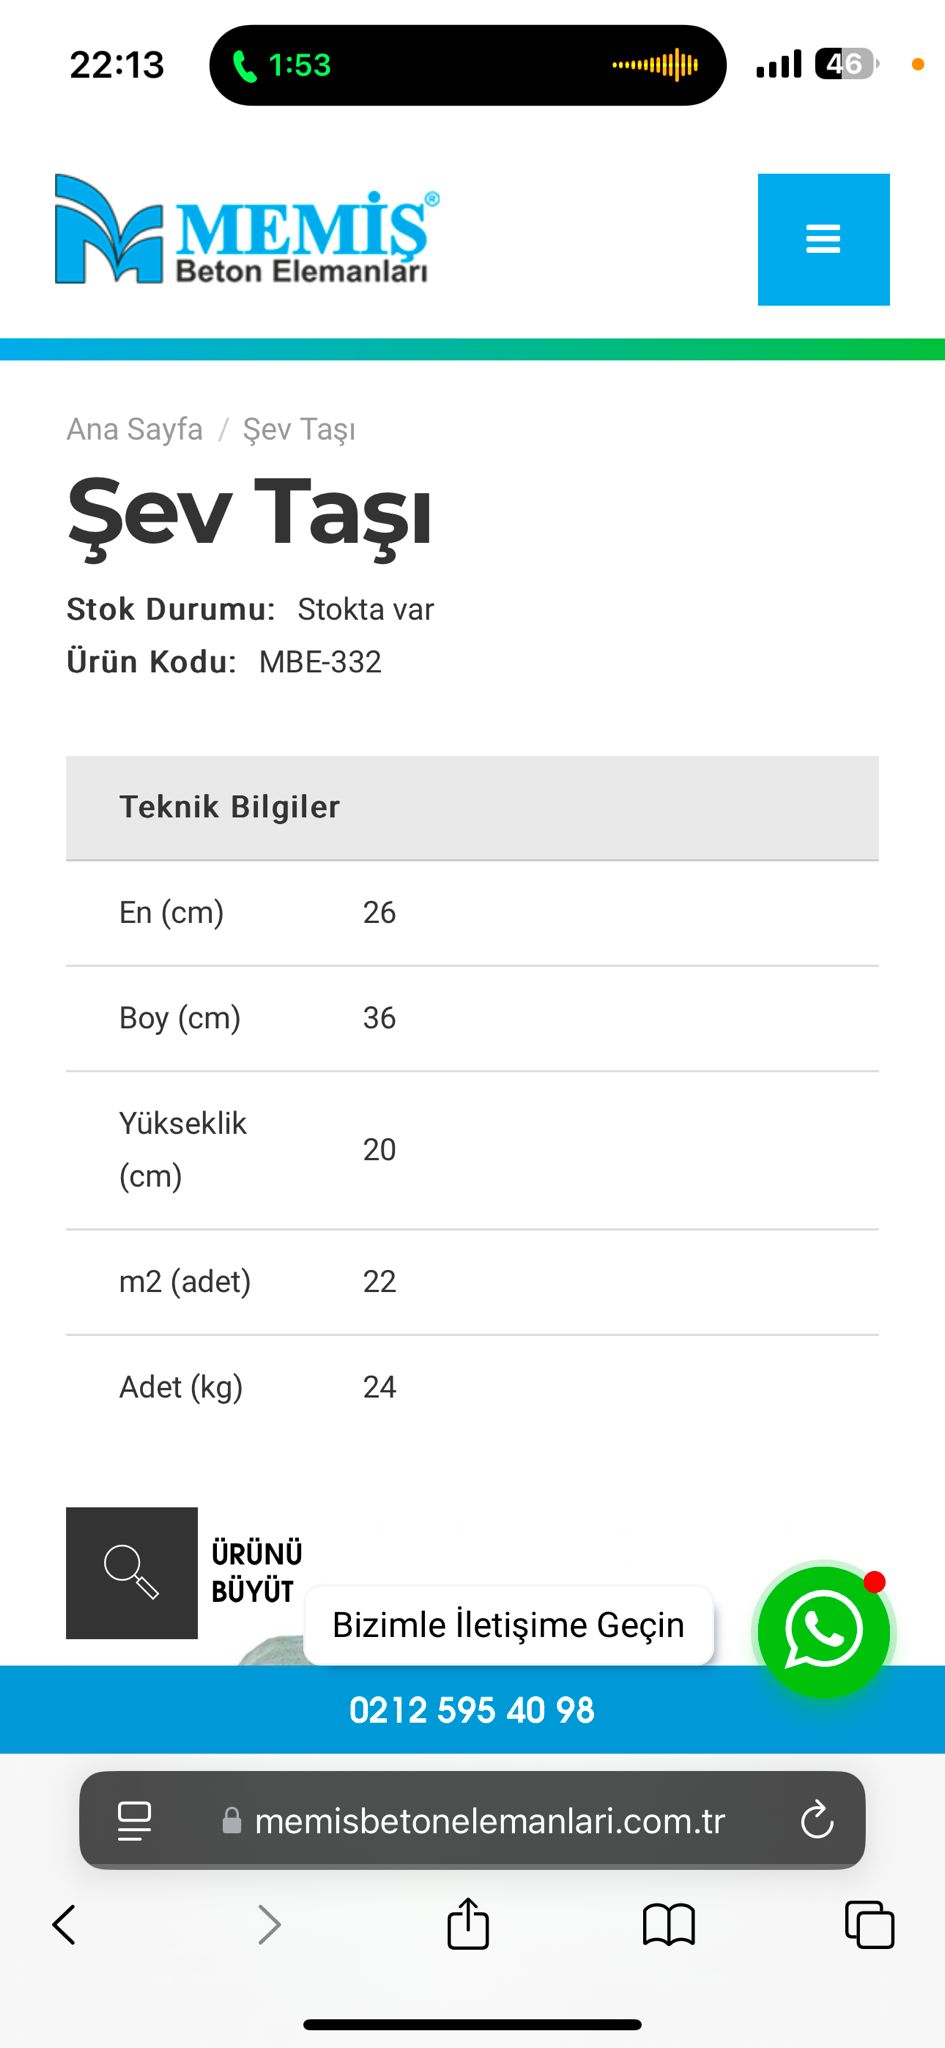 22:13
1:53
46
MEMİŞ®
Beton Elemanları
Ana Sayfa / Şev Taşı
Şev Taşı
Stok Durumu: Stokta var
Ürün Kodu: MBE-332
Teknik Bilgiler
En (cm) 26
Boy (cm) 36
Yükseklik (cm) 20
m2 (adet) 22
Adet (kg) 24
ÜRÜNÜ
BÜYÜT
Bizimle İletişime Geçin
0212 595 40 98
memisbetonelemanlari.com.tr